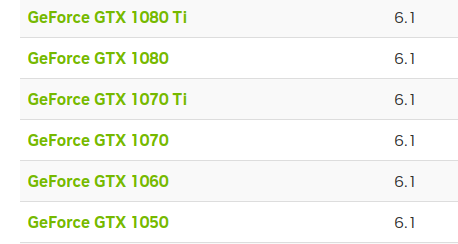 GeForce GTX 1080 Ti 6.1
GeForce GTX 1080 6.1
GeForce GTX 1070 Ti 6.1
GeForce GTX 1070 6.1
GeForce GTX 1060 6.1
GeForce GTX 1050 6.1